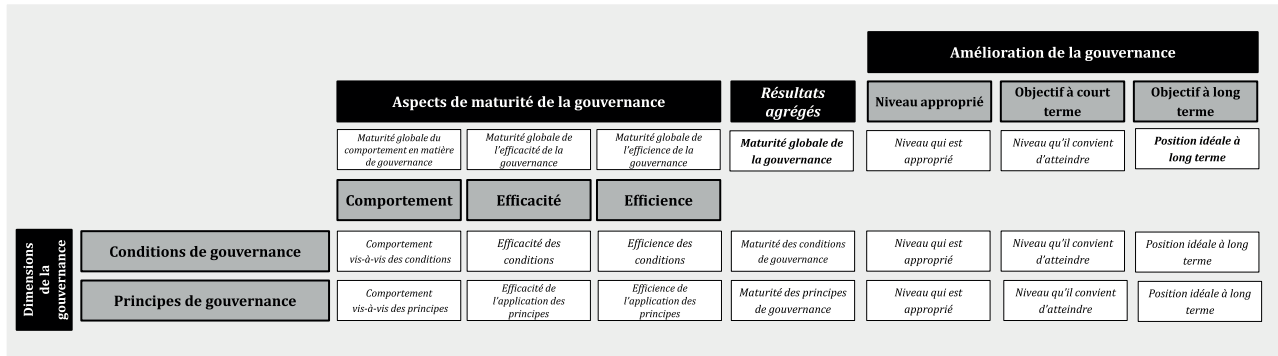 Amélioration de la gouvernance
Aspects de maturité de la gouvernance
Résultats
agrégés
Niveau approprié
Objectif à court
terme
Objectif à long
terme
Maturité globale du
comportement en matière
de gouvernance
Maturité globale de
l'efficacité de la
gouvernance
Maturité globale de
l'efficience de la
gouvernance
Maturité globale de
la gouvernance
Niveau qui est
approprié
Niveau qu'il convient
d'atteindre
Position idéale à
long terme
Comportement
Efficacité
Efficience
Dimensions
de la
gouvernance
Conditions de gouvernance
Comportement
vis-à-vis des conditions
Efficacité des
conditions
Efficience des
conditions
Maturité des conditions
de gouvernance
Niveau qui est
approprié
Niveau qu'il convient
d'atteindre
Position idéale à long
terme
Principes de gouvernance
Comportement
vis-à-vis des principes
Efficacité de
l'application des
principes
Efficience de
l'application des
principes
Maturité des principes
de gouvernance
Niveau qui est
approprié
Niveau qu'il convient
d'atteindre
Position idéale à long
terme